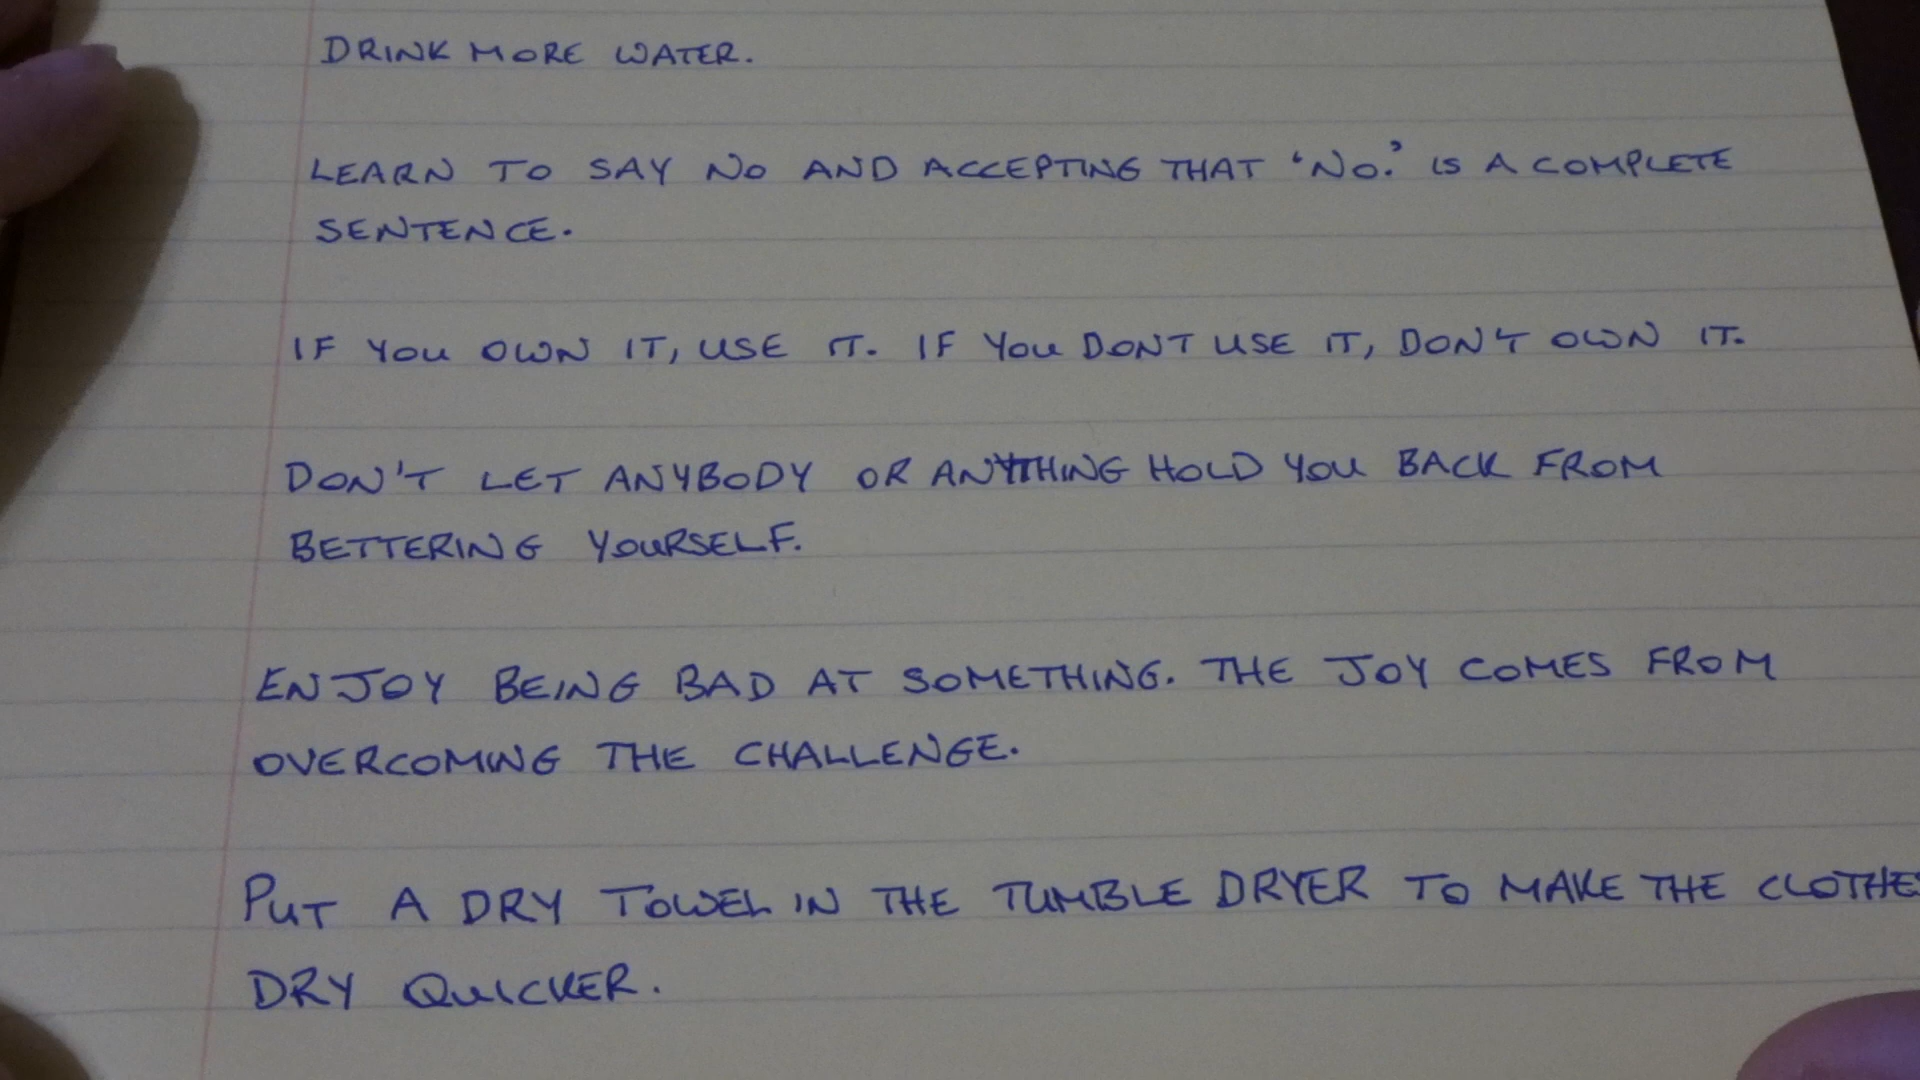 DRINK MORE WATER.
LEARN TO SAY NO AND ACCEPTING THAT 'NO.' IS A COMPLETE
SENTENCE.
IF YOU OWN IT, USE IT. IF YOU DONT USE IT, DON'T OWN IT.
DON'T LET ANYBODY OR ANYTHING HOLD YOU BACK FROM
BETTERING YOURSELF.
ENJOY BEING BAD AT SOMETHING. THE JOY COMES FROM
OVERCOMING THE CHALLENGE.
PUT A DRY TOWEL IN THE TUMBLE DRYER TO MAKE THE CLOTHES
DRY QUICKER.